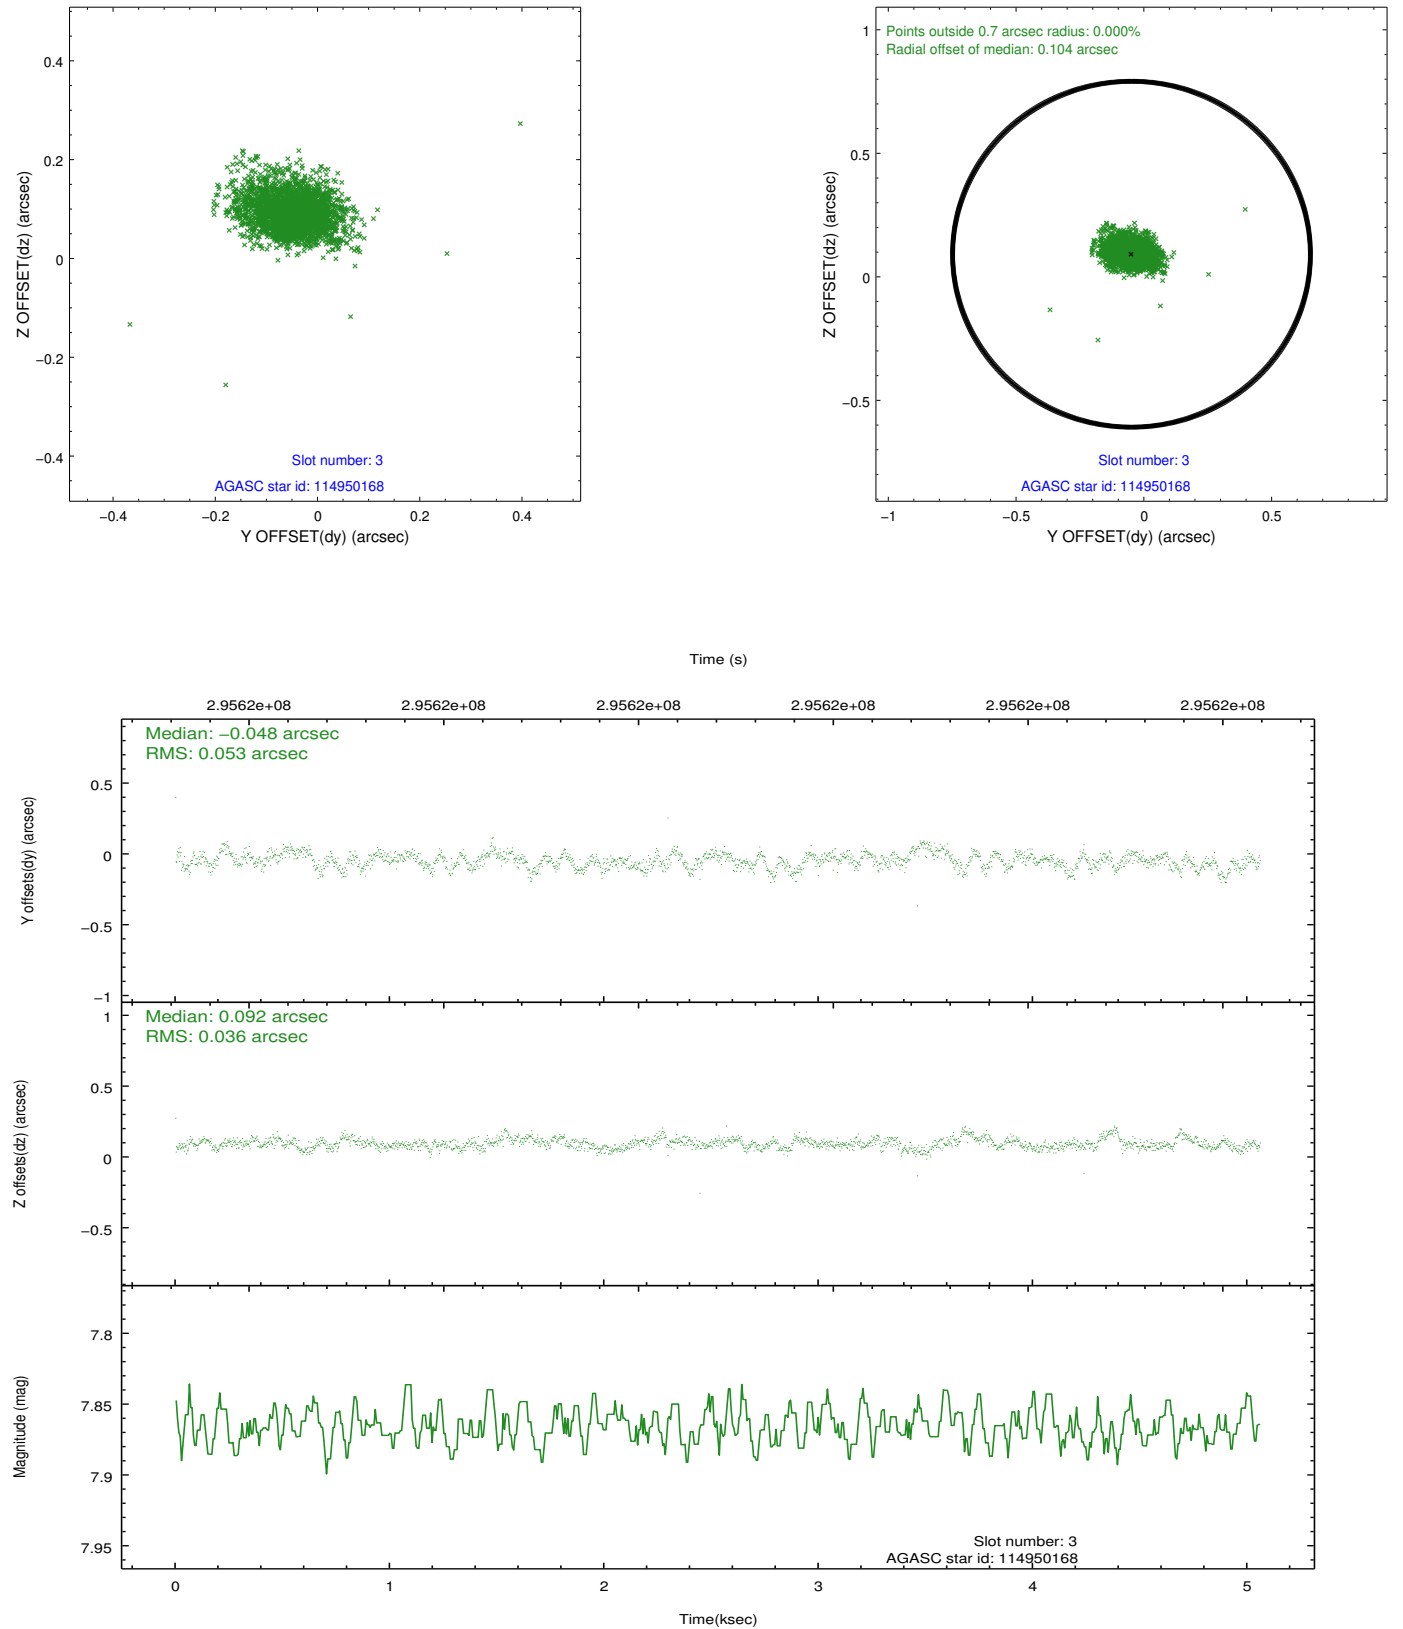 0.4
0.2
0
−0.2
−0.4
Z OFFSET(dz) (arcsec)
Slot number: 3
AGASC star id: 114950168
−0.4 −0.2 0 0.2 0.4
Y OFFSET(dy) (arcsec)
Points outside 0.7 arcsec radius: 0.000%
Radial offset of median: 0.104 arcsec
1
0.5
0
−0.5
Z OFFSET(dz) (arcsec)
Slot number: 3
AGASC star id: 114950168
−1 −0.5 0 0.5
Y OFFSET(dy) (arcsec)
Time (s)
2.9562e+08 2.9562e+08 2.9562e+08 2.9562e+08 2.9562e+08 2.9562e+08
Median: −0.048 arcsec
RMS: 0.053 arcsec
0.5
0
−0.5
−1
Y offsets(dy) (arcsec)
Median: 0.092 arcsec
RMS: 0.036 arcsec
1
0.5
0
−0.5
Z offsets(dz) (arcsec)
7.8
7.85
7.9
7.95
Magnitude (mag)
Slot number: 3
AGASC star id: 114950168
0 1 2 3 4 5
Time(ksec)